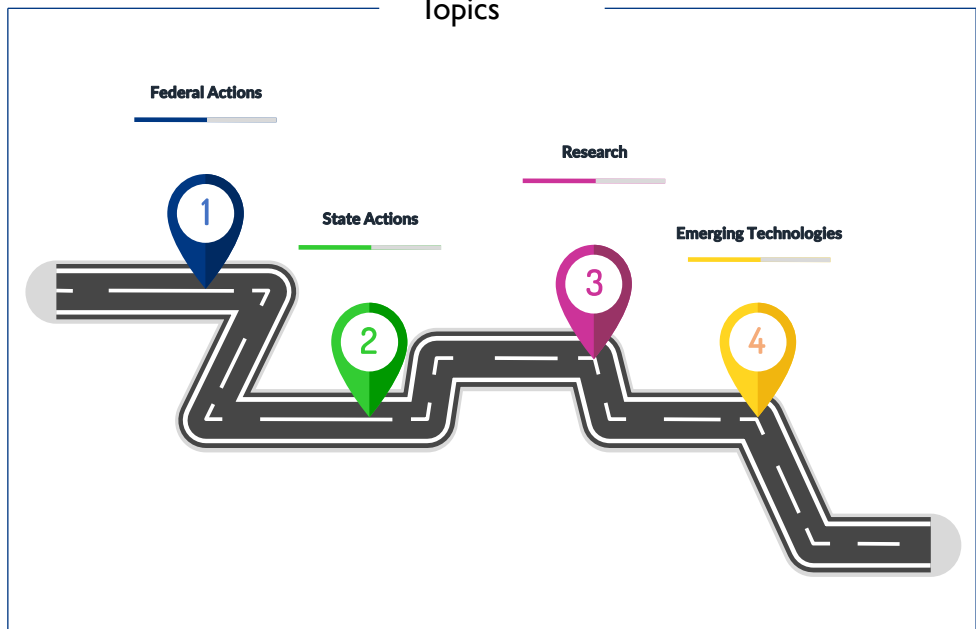 Topics
Federal Actions
1
State Actions
2
Research
3
Emerging Technologies
4